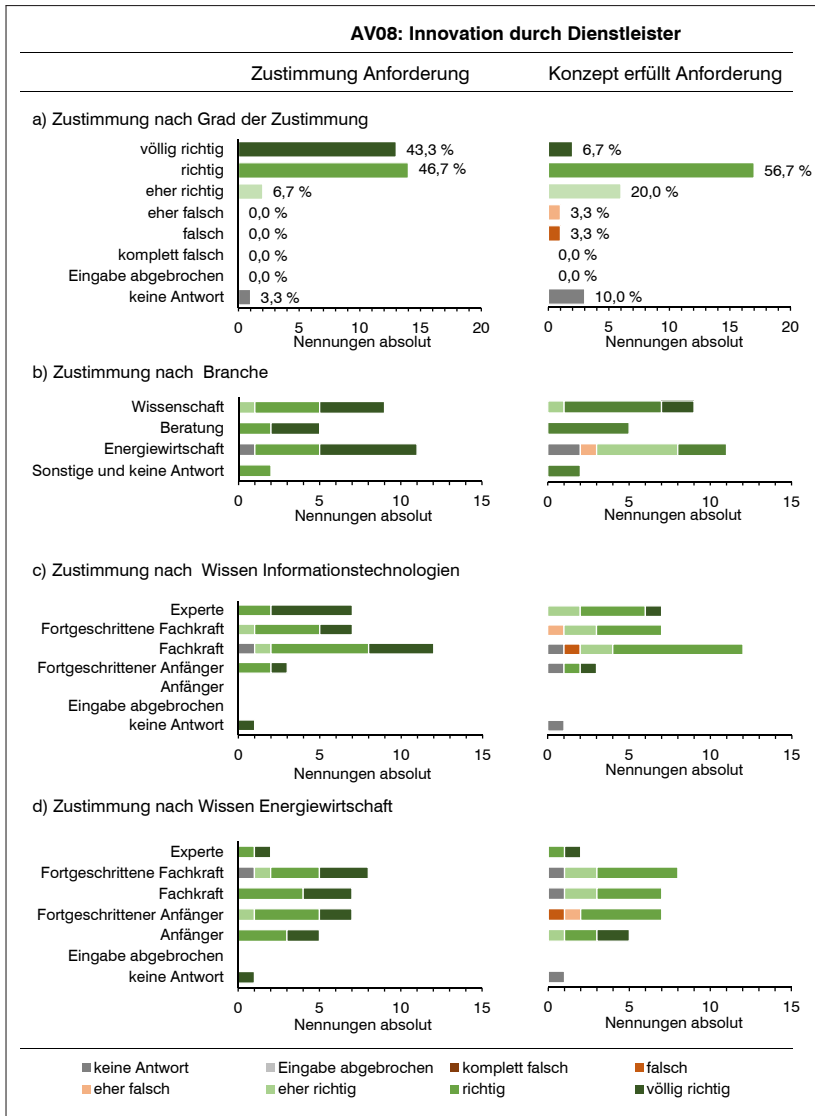 AV08: Innovation durch Dienstleister
Zustimmung Anforderung Konzept erfüllt Anforderung
a) Zustimmung nach Grad der Zustimmung
völlig richtig 43,3 % 6,7 %
richtig 46,7 % 56,7 %
eher richtig 6,7 % 20,0 %
eher falsch 0,0 % 3,3 %
falsch 0,0 % 3,3 %
komplett falsch 0,0 % 0,0 %
Eingabe abgebrochen 0,0 % 0,0 %
keine Antwort 3,3 % 10,0 %
0 5 10 15 20 0 5 10 15 20
Nennungen absolut Nennungen absolut
b) Zustimmung nach Branche
Wissenschaft
Beratung
Energiewirtschaft
Sonstige und keine Antwort
0 5 10 15 0 5 10 15
Nennungen absolut Nennungen absolut
c) Zustimmung nach Wissen Informationstechnologien
Experte
Fortgeschrittene Fachkraft
Fachkraft
Fortgeschrittener Anfänger
Anfänger
Eingabe abgebrochen
keine Antwort
0 5 10 15 0 5 10 15
Nennungen absolut Nennungen absolut
d) Zustimmung nach Wissen Energiewirtschaft
Experte
Fortgeschrittene Fachkraft
Fachkraft
Fortgeschrittener Anfänger
Anfänger
Eingabe abgebrochen
keine Antwort
0 5 10 15 0 5 10 15
Nennungen absolut Nennungen absolut
keine Antwort Eingabe abgebrochen komplett falsch falsch
eher falsch eher richtig richtig völlig richtig